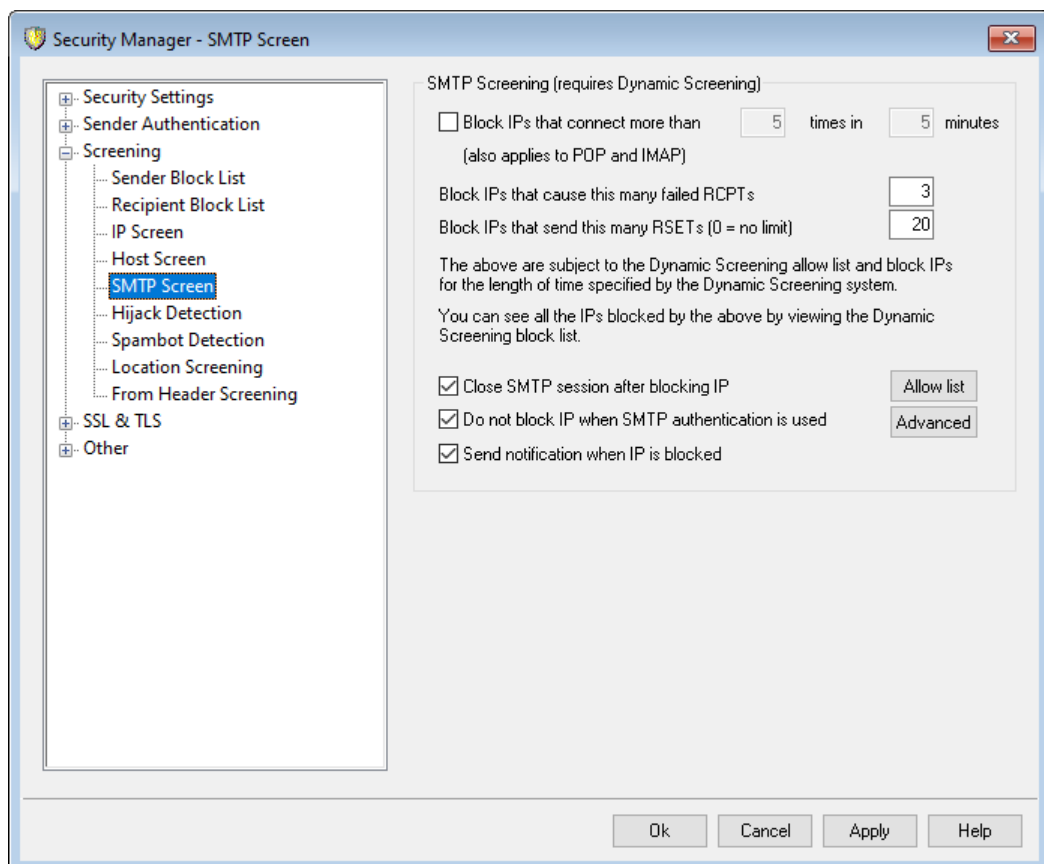 Security Manager - SMTP Screen
Security Settings
Sender Authentication
Screening
Sender Block List
Recipient Block List
IP Screen
Host Screen
SMTP Screen
Hijack Detection
Spambot Detection
Location Screening
From Header Screening
SSL & TLS
Other
SMTP Screening (requires Dynamic Screening)
Block IPs that connect more than 5 times in 5 minutes
(also applies to POP and IMAP)
Block IPs that cause this many failed RCPTs 3
Block IPs that send this many RSETs (0 = no limit) 20
The above are subject to the Dynamic Screening allow list and block IPs
for the length of time specified by the Dynamic Screening system.
You can see all the IPs blocked by the above by viewing the Dynamic
Screening block list.
Close SMTP session after blocking IP Allow list
Do not block IP when SMTP authentication is used Advanced
Send notification when IP is blocked
Ok Cancel Apply Help